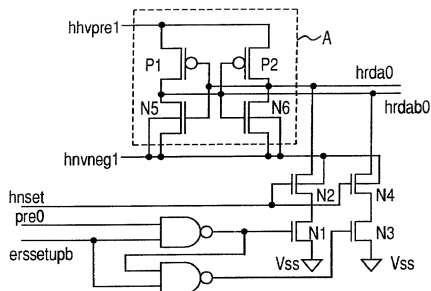 hhvpre1
A
P1
P2
hrda0
hrdab0
N5
N6
hnvneg1
hnset
N2
N4
pre0
N1
N3
erssetupb
Vss
Vss